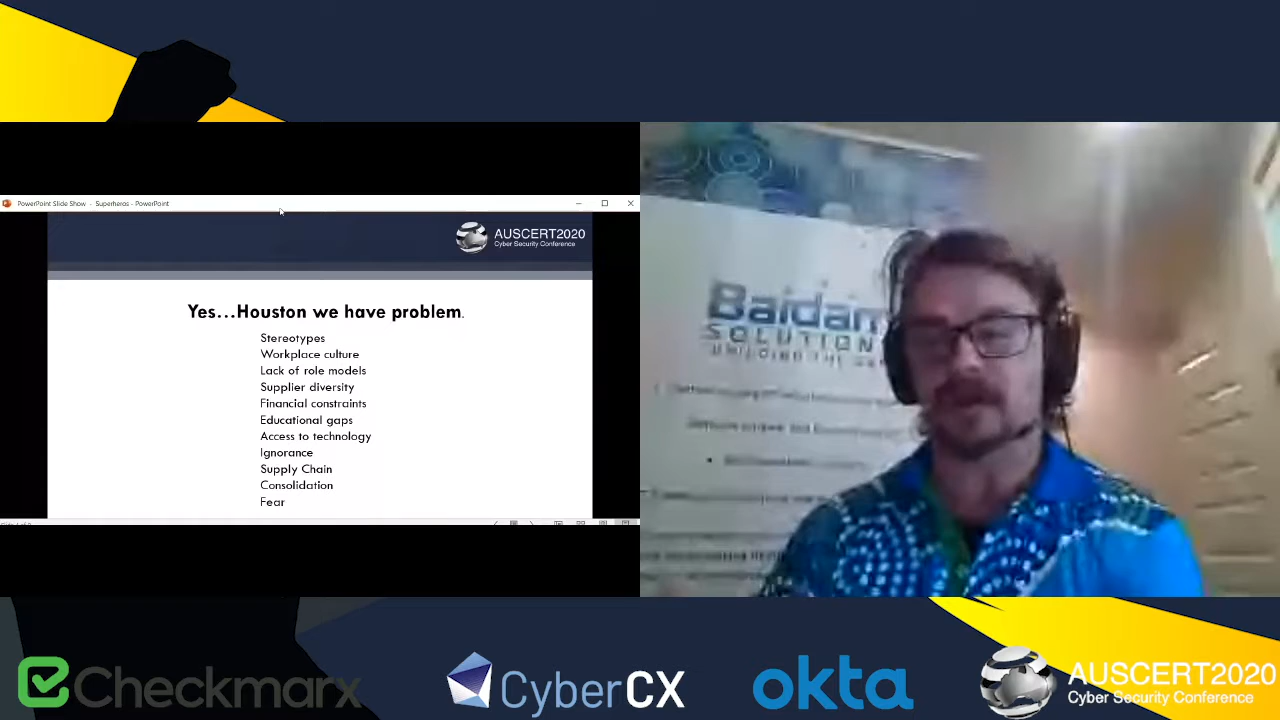 PowerPoint Slide Show - Superheros - PowerPoint
AUSCERT2020
Cyber Security Conference
Yes...Houston we have problem.
Stereotypes
Workplace culture
Lack of role models
Supplier diversity
Financial constraints
Educational gaps
Access to technology
Ignorance
Supply Chain
Consolidation
Fear
Baidam
SOLUTION
Checkmarx
CyberCX
okta
AUSCERT2020
Cyber Security Conference